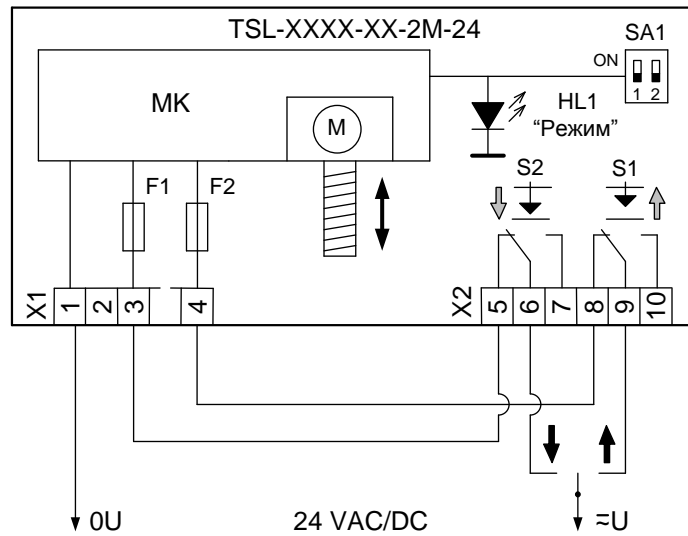 TSL-XXXX-XX-2M-24
SA1
ON
1 2
MK
M
HL1
“Режим”
F1
F2
S2
S1
X1
1 2 3 4
X2
5 6 7 8 9 10
0U
24 VAC/DC
≂U